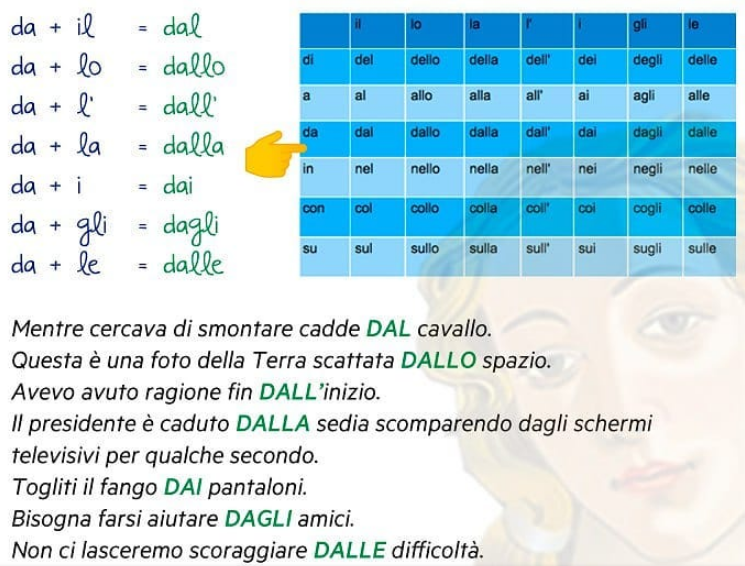 da + il = dal
da + lo = dallo
da + l' = dall'
da + la = dalla
da + i = dai
da + gli = dagli
da + le = dalle
il lo la l' i gli le
di del dello della dell' dei degli delle
a al allo alla all' ai agli alle
da dal dallo dalla dall' dai dagli dalle
in nel nello nella nell' nei negli nelle
con col collo colla coll' coi cogli colle
su sul sullo sulla sull' sui sugli sulle
Mentre cercava di smontare cadde DAL cavallo.
Questa è una foto della Terra scattata DALLO spazio.
Avevo avuto ragione fin DALL'inizio.
Il presidente è caduto DALLA sedia scomparendo dagli schermi
televisivi per qualche secondo.
Togliti il fango DAI pantaloni.
Bisogna farsi aiutare DAGLI amici.
Non ci lasceremo scoraggiare DALLE difficoltà.